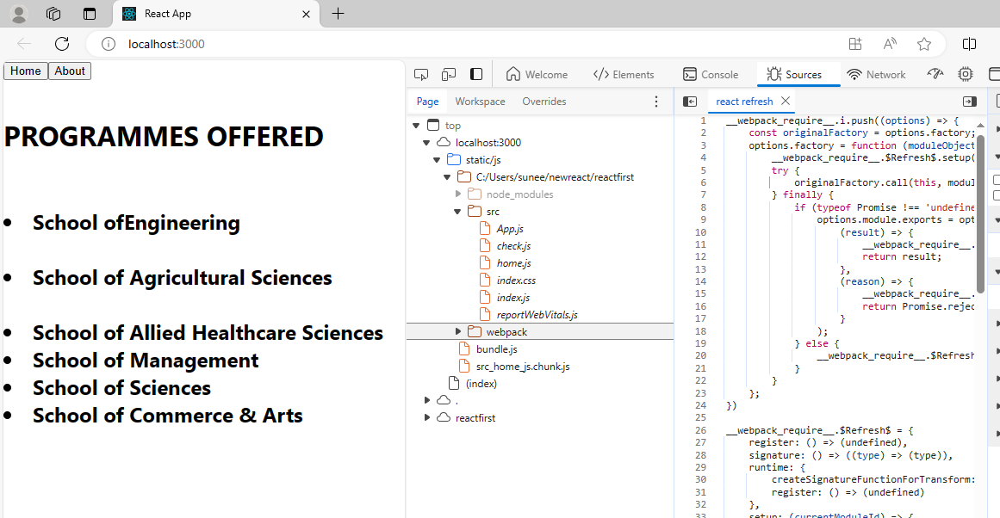 React App
localhost:3000
Home About
PROGRAMMES OFFERED
School ofEngineering
School of Agricultural Sciences
School of Allied Healthcare Sciences
School of Management
School of Sciences
School of Commerce & Arts
Welcome Elements Console Sources Network
Page Workspace Overrides
top
localhost:3000
static/js
C:/Users/sunee/newreact/reactfirst
node_modules
src
App.js
check.js
home.js
index.css
index.js
reportWebVitals.js
webpack
bundle.js
src_home_js.chunk.js
(index)
.
reactfirst
react refresh
1 __webpack_require__.i.push((options) => {
2 const originalFactory = options.factory;
3 options.factory = function (moduleObject
4 __webpack_require__.$Refresh$.setup(
5 try {
6 originalFactory.call(this, modul
7 } finally {
8 if (typeof Promise !== 'undefine
9 options.module.exports = opt
10 (result) => {
11 __webpack_require__.
12 return result;
13 },
14 (reason) => {
15 __webpack_require__.
16 return Promise.rejec
17 }
18 );
19 } else {
20 __webpack_require__.$Refresh
21 }
22 }
23 };
24 })
25
26 __webpack_require__.$Refresh$ = {
27 register: () => (undefined),
28 signature: () => ((type) => (type)),
29 runtime: {
30 createSignatureFunctionForTransform:
31 register: () => (undefined)
32 },
33 setup: (currentModuleId) => {